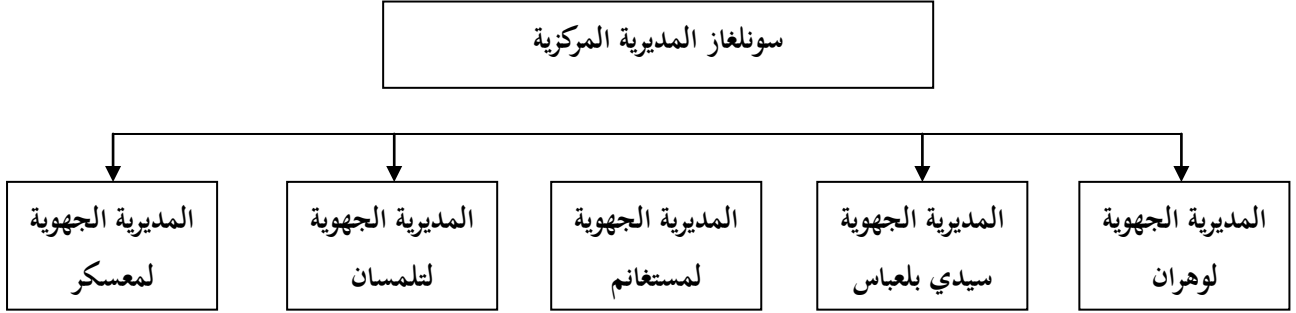 سونلغاز المديرية المركزية
المديرية الجهوية
لوهران
المديرية الجهوية
سيدي بلعباس
المديرية الجهوية
لمستغانم
المديرية الجهوية
لتلمسان
المديرية الجهوية
لمعسكر